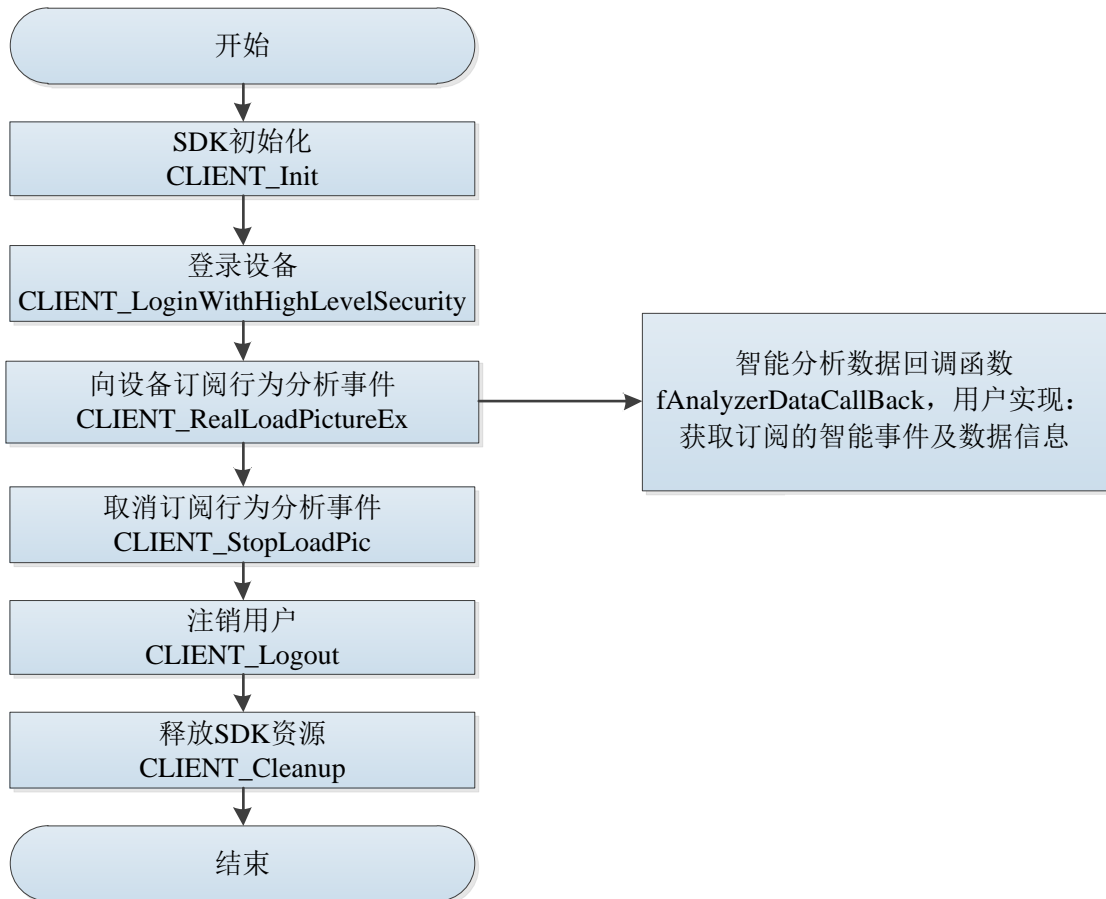 开始
SDK初始化
CLIENT_Init
登录设备
CLIENT_LoginWithHighLevelSecurity
向设备订阅行为分析事件
CLIENT_RealLoadPictureEx
智能分析数据回调函数
fAnalyzerDataCallBack，用户实现：
获取订阅的智能事件及数据信息
取消订阅行为分析事件
CLIENT_StopLoadPic
注销用户
CLIENT_Logout
释放SDK资源
CLIENT_Cleanup
结束